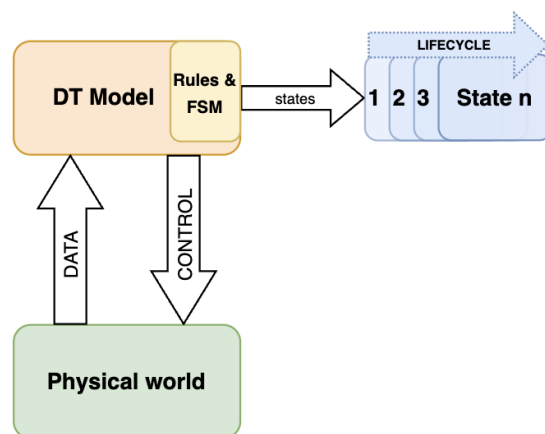 LIFECYCLE
DT Model
Rules &
FSM
states
1 2 3 State n
DATA
CONTROL
Physical world